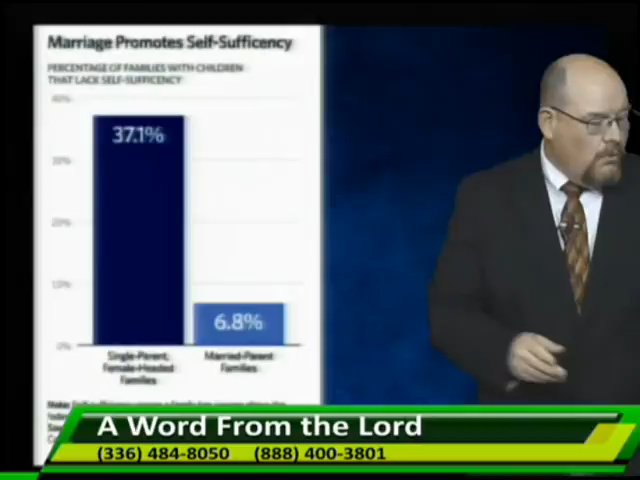 Marriage Promotes Self-Sufficency
PERCENTAGE OF FAMILIES WITH CHILDREN
THAT LACK SELF-SUFFICENCY
40%
37.1%
30%
20%
10%
6.8%
0%
Single-Parent, Female-Headed Families
Married-Parent Families
Note:
A Word From the Lord
(336) 484-8050 (888) 400-3801